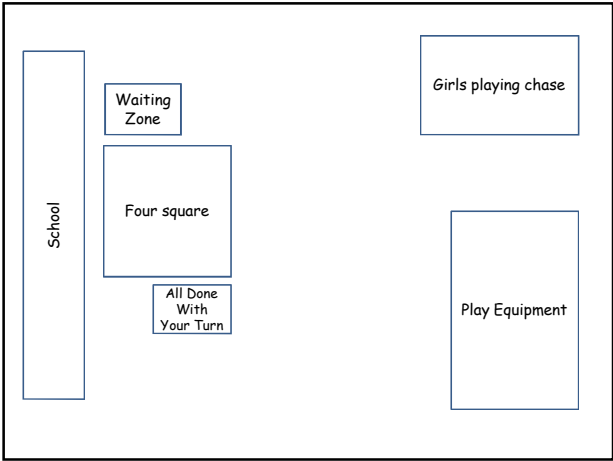 Girls playing chase
Waiting
Zone
School
Four square
All Done
With
Your Turn
Play Equipment